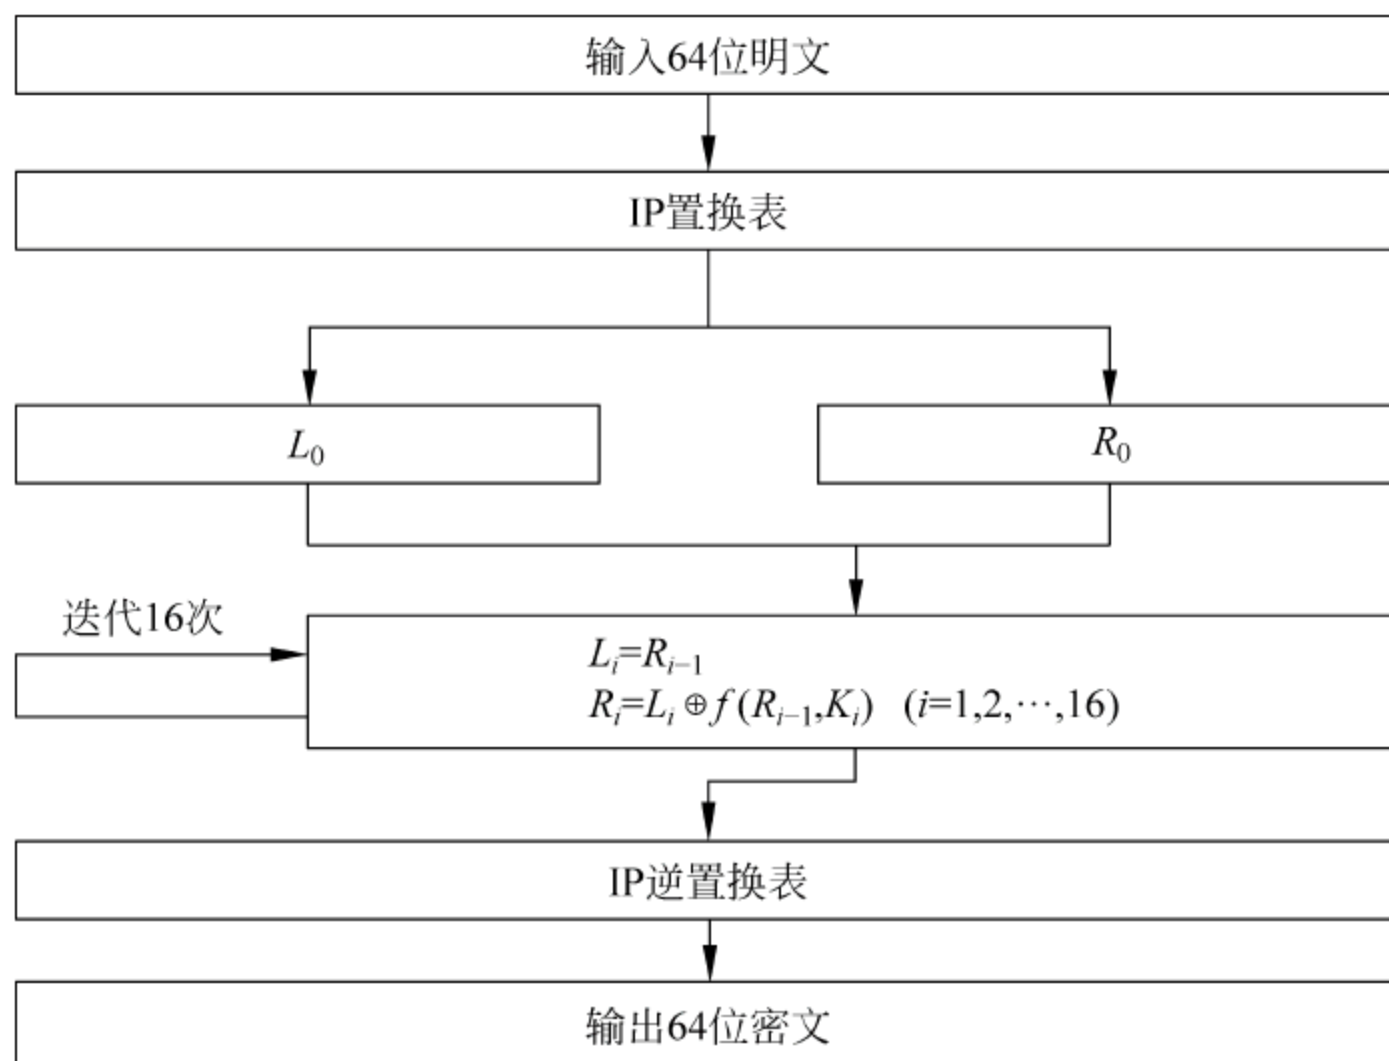 输入64位明文
IP置换表
L₀
R₀
迭代16次
Lᵢ=Rᵢ₋₁
Rᵢ=Lᵢ⊕f(Rᵢ₋₁,Kᵢ) (i=1,2,⋯,16)
IP逆置换表
输出64位密文